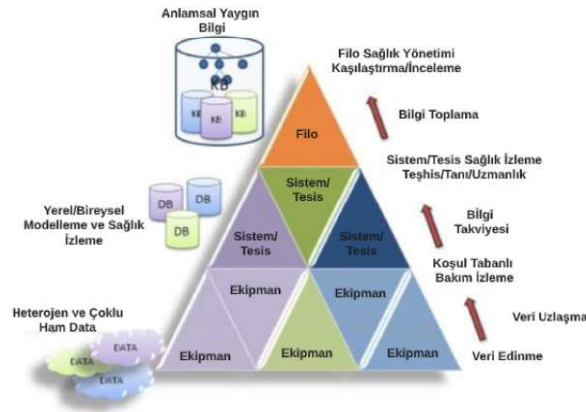 Anlamsal Yaygın
Bilgi
KB
KB
KB
KB
Filo Sağlık Yönetimi
Kaşılaştırma/İnceleme
Bilgi Toplama
Filo
Sistem/Tesis Sağlık İzleme
Teşhis/Tanı/Uzmanlık
Sistem/
Tesis
DB
DB
DB
Yerel/Bireysel
Modelleme ve Sağlık
İzleme
Sistem/
Tesis
Sistem/
Tesis
Bİlgi
Takviyesi
Koşul Tabanlı
Bakım İzleme
Ekipman
Ekipman
Heterojen ve Çoklu
Ham Data
Veri Uzlaşma
DATA
DATA
DATA
Ekipman
Ekipman
Ekipman
Veri Edinme